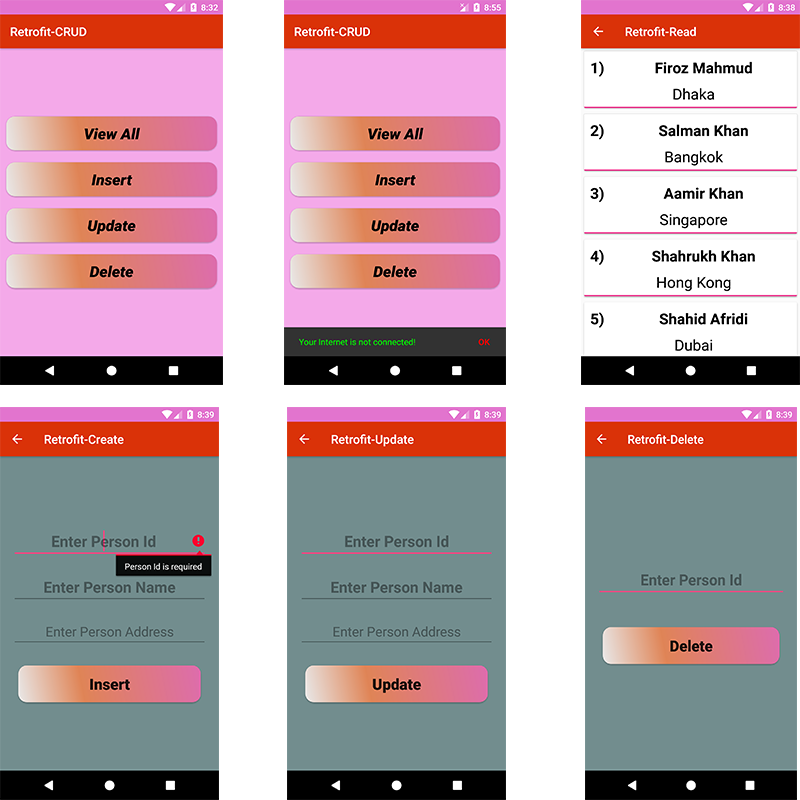 8:32
Retrofit-CRUD
View All
Insert
Update
Delete
8:55
Retrofit-CRUD
View All
Insert
Update
Delete
Your Internet is not connected!
OK
8:38
Retrofit-Read
1)
Firoz Mahmud
Dhaka
2)
Salman Khan
Bangkok
3)
Aamir Khan
Singapore
4)
Shahrukh Khan
Hong Kong
5)
Shahid Afridi
Dubai
8:39
Retrofit-Create
Enter Person Id
Person Id is required
Enter Person Name
Enter Person Address
Insert
8:39
Retrofit-Update
Enter Person Id
Enter Person Name
Enter Person Address
Update
8:39
Retrofit-Delete
Enter Person Id
Delete